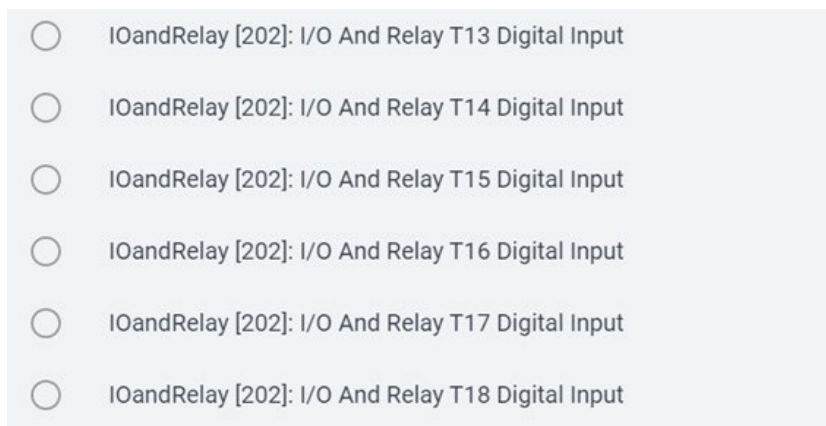 IOandRelay [202]: I/O And Relay T13 Digital Input
IOandRelay [202]: I/O And Relay T14 Digital Input
IOandRelay [202]: I/O And Relay T15 Digital Input
IOandRelay [202]: I/O And Relay T16 Digital Input
IOandRelay [202]: I/O And Relay T17 Digital Input
IOandRelay [202]: I/O And Relay T18 Digital Input